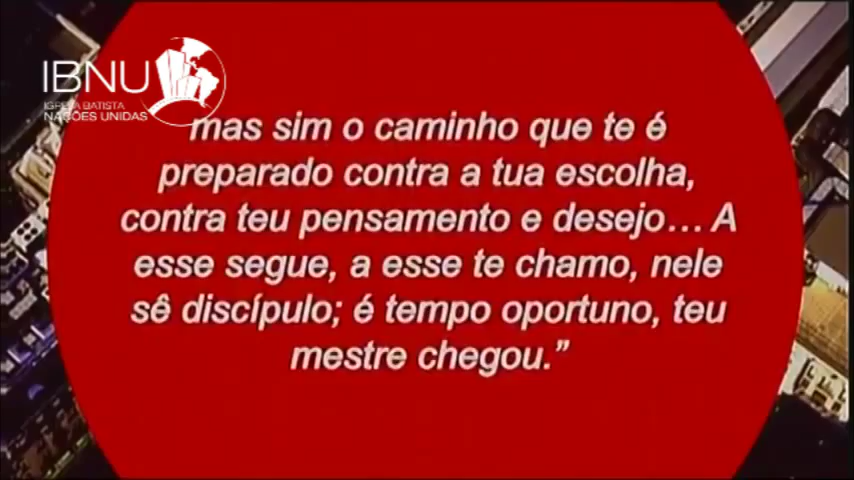 IBNU
IGREJA BATISTA
NAÇÕES UNIDAS
mas sim o caminho que te é
preparado contra a tua escolha,
contra teu pensamento e desejo... A
esse segue, a esse te chamo, nele
sê discípulo; é tempo oportuno, teu
mestre chegou.”